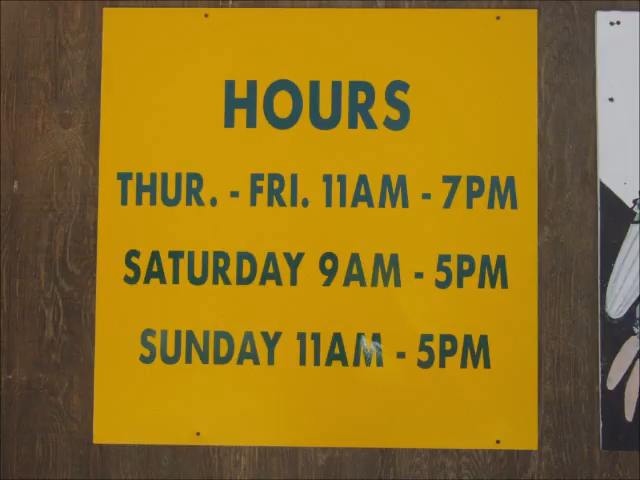 HOURS
THUR. - FRI. 11AM - 7PM
SATURDAY 9AM - 5PM
SUNDAY 11AM - 5PM